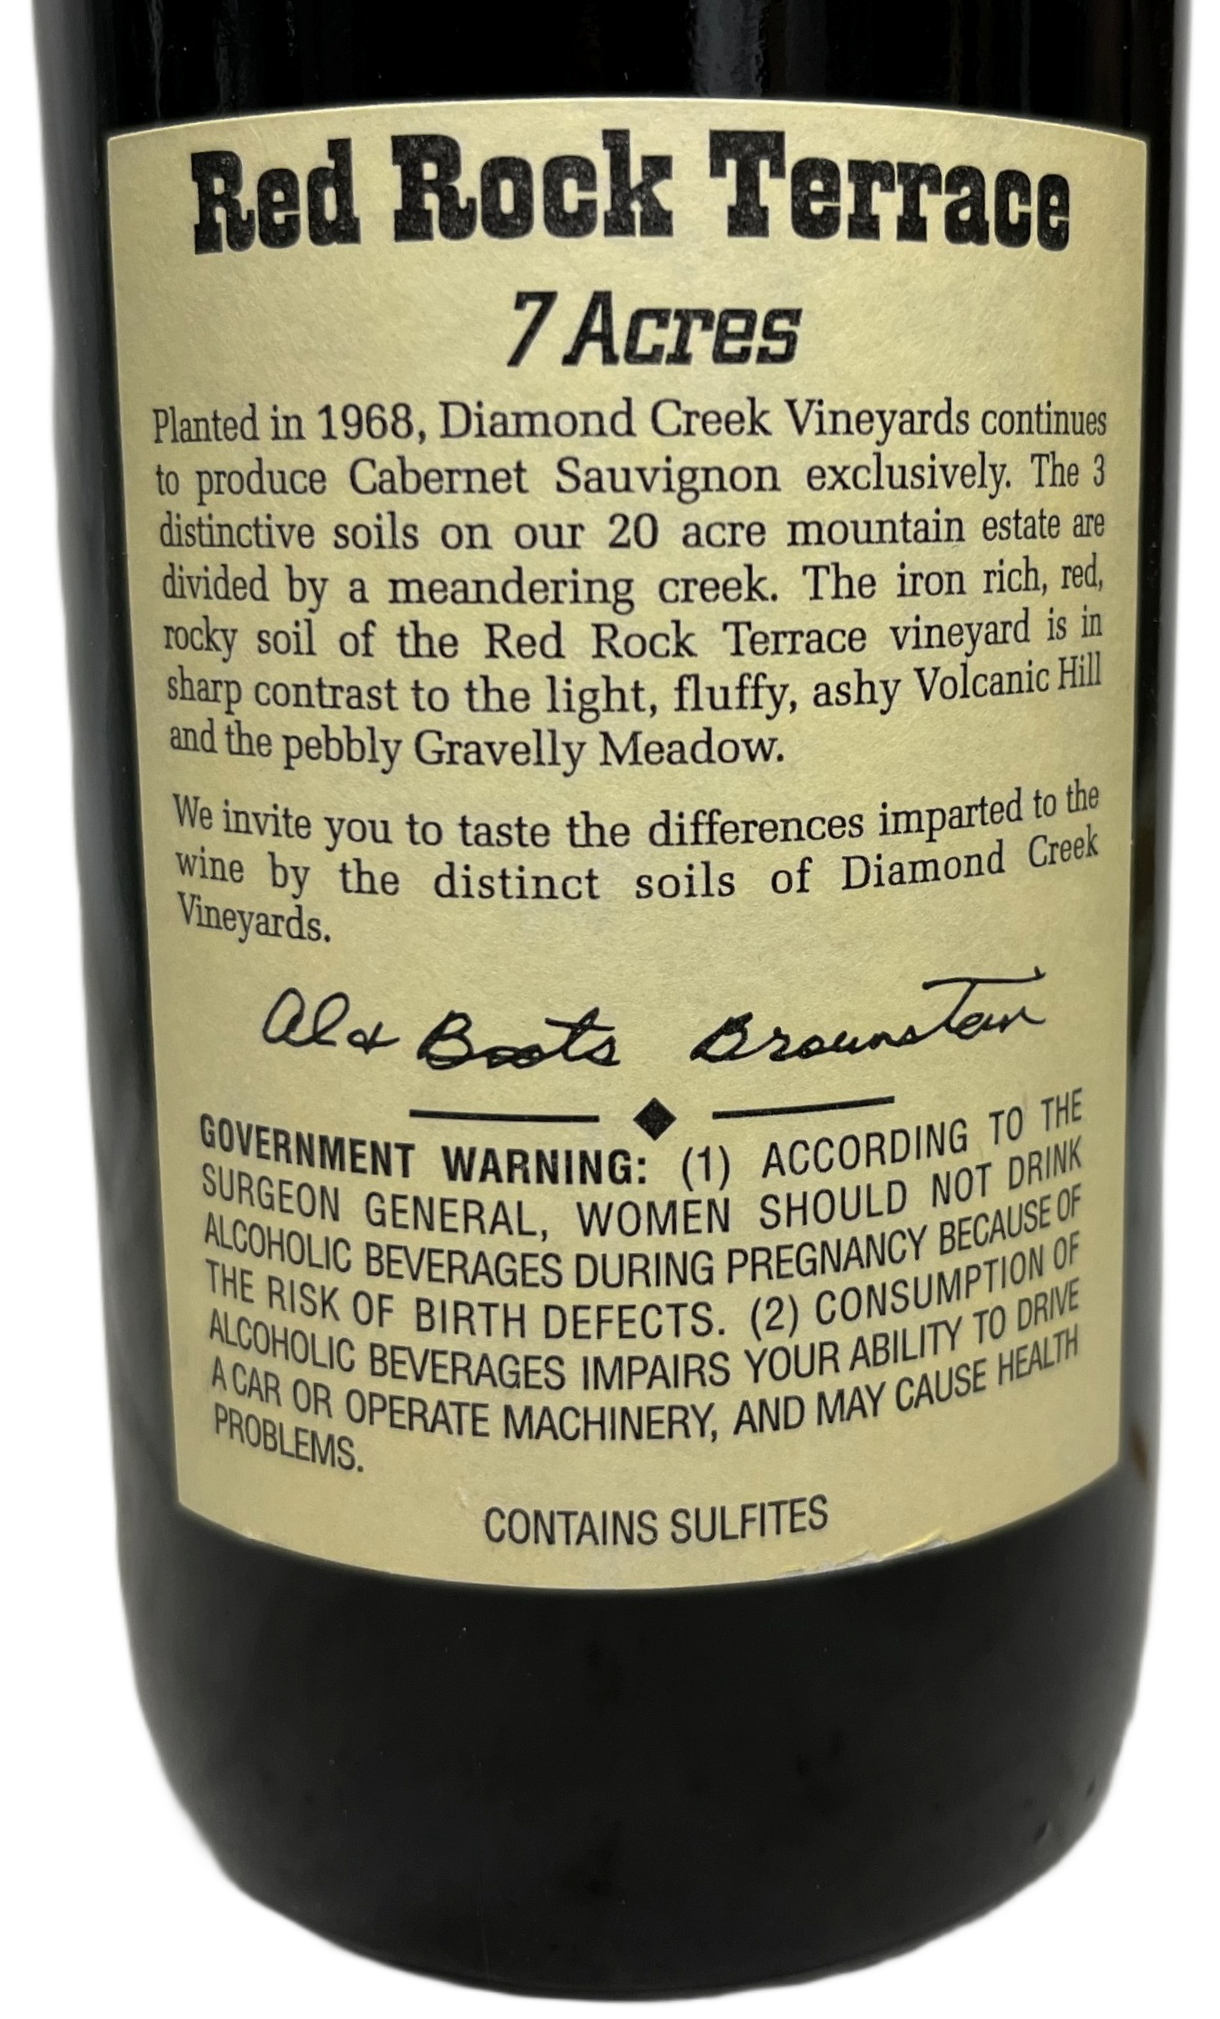 Red Rock Terrace
7 Acres
Planted in 1968, Diamond Creek Vineyards continues
to produce Cabernet Sauvignon exclusively. The 3
distinctive soils on our 20 acre mountain estate are
divided by a meandering creek. The iron rich, red,
rocky soil of the Red Rock Terrace vineyard is in
sharp contrast to the light, fluffy, ashy Volcanic Hill
and the pebbly Gravelly Meadow.
We invite you to taste the differences imparted to the
wine by the distinct soils of Diamond Creek
Vineyards.
Al & Boots Brounstein
GOVERNMENT WARNING: (1) ACCORDING TO THE
SURGEON GENERAL, WOMEN SHOULD NOT DRINK
ALCOHOLIC BEVERAGES DURING PREGNANCY BECAUSE OF
THE RISK OF BIRTH DEFECTS. (2) CONSUMPTION OF
ALCOHOLIC BEVERAGES IMPAIRS YOUR ABILITY TO DRIVE
A CAR OR OPERATE MACHINERY, AND MAY CAUSE HEALTH
PROBLEMS.
CONTAINS SULFITES